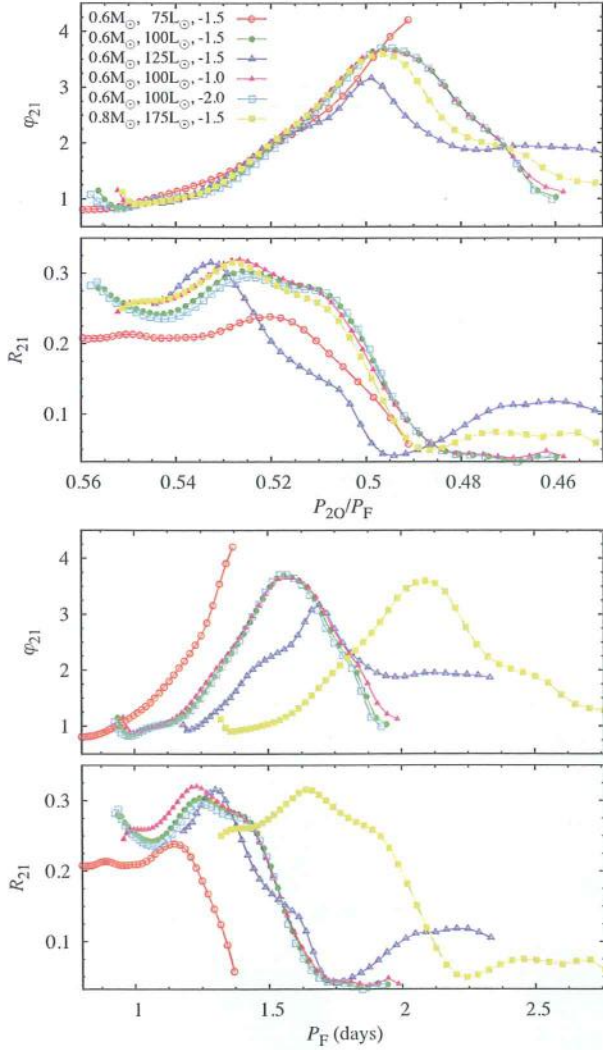 0.6M⊙, 75L⊙, -1.5
0.6M⊙, 100L⊙, -1.5
0.6M⊙, 125L⊙, -1.5
0.6M⊙, 100L⊙, -1.0
0.6M⊙, 100L⊙, -2.0
0.8M⊙, 175L⊙, -1.5
4
3
2
1
φ21
0.3
0.2
0.1
R21
0.56 0.54 0.52 0.5 0.48 0.46
P2O/PF
4
3
2
1
φ21
0.3
0.2
0.1
R21
1 1.5 2 2.5
PF (days)